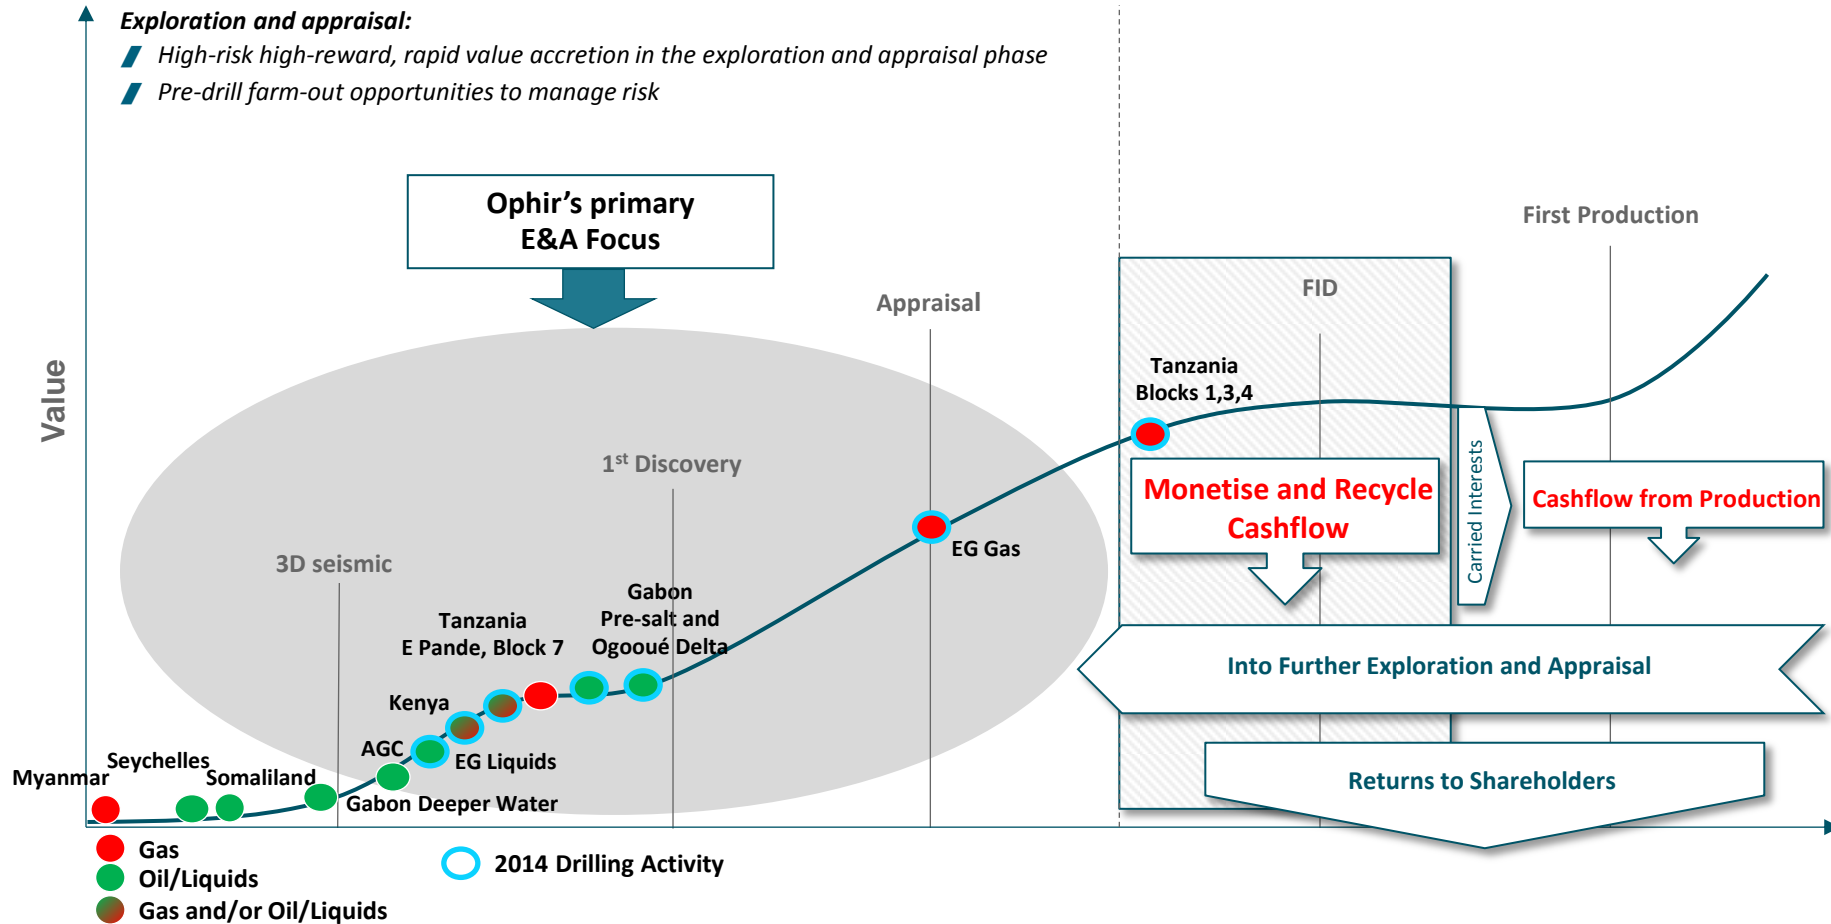 Exploration and appraisal:
High-risk high-reward, rapid value accretion in the exploration and appraisal phase
Pre-drill farm-out opportunities to manage risk
Ophir’s primary
E&A Focus
First Production
FID
Appraisal
Value
Tanzania
Blocks 1,3,4
1st Discovery
Monetise and Recycle
Cashflow
Carried Interests
Cashflow from Production
EG Gas
3D seismic
Gabon
Pre-salt and
Ogooué Delta
Tanzania
E Pande, Block 7
Into Further Exploration and Appraisal
Kenya
AGC
EG Liquids
Seychelles
Myanmar
Somaliland
Gabon Deeper Water
Returns to Shareholders
Gas
Oil/Liquids
Gas and/or Oil/Liquids
2014 Drilling Activity